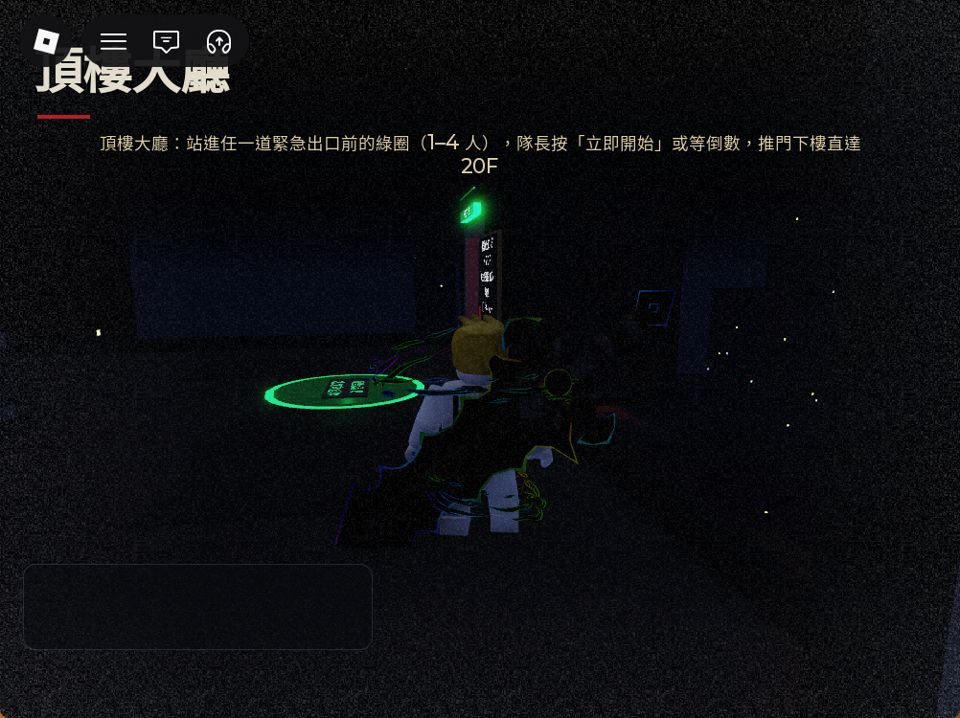 頂樓大廳
頂樓大廳：站進任一道緊急出口前的綠圈（1–4 人），隊長按「立即開始」或等倒數，推門下樓直達
20F